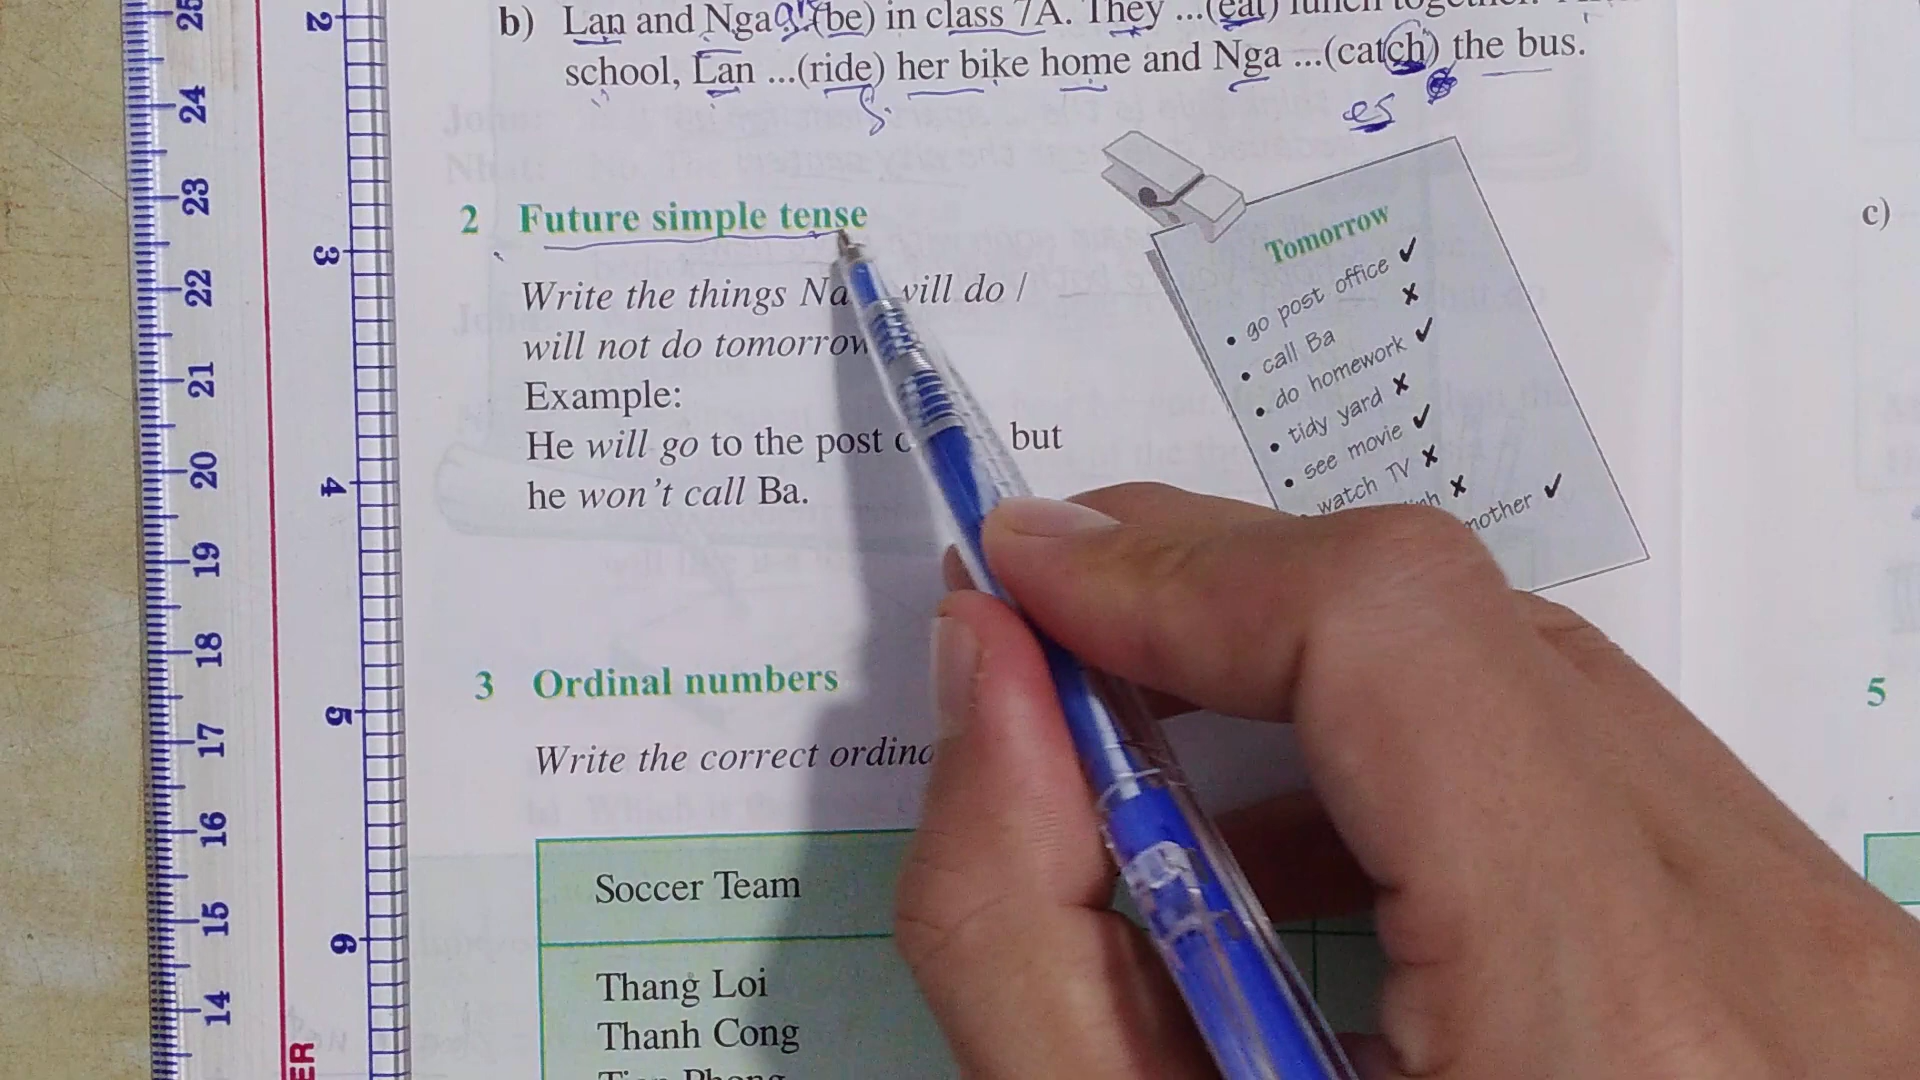 b) Lan and Nga (be) in class 7A. They ...(eat) lunch together.
school, Lan ...(ride) her bike home and Nga ...(catch) the bus.
s
es
2 Future simple tense
Write the things will do /
will not do tomorrow
Example:
He will go to the post but
he won't call Ba.
Tomorrow
• go post office ✓
• call Ba ✗
• do homework ✓
• tidy yard ✗
• see movie ✓
watch TV ✗
✗
mother ✓
3 Ordinal numbers
Write the correct
Soccer Team
Thang Loi
Thanh Cong
c)
5
25
24
23
22
21
20
19
18
17
16
15
14
2
3
4
5
6
ER